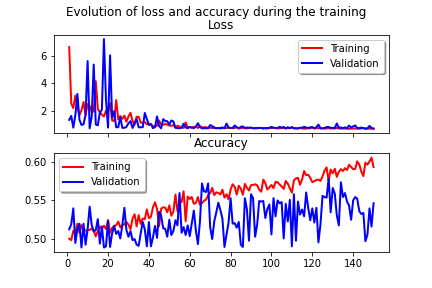 Evolution of loss and accuracy during the training
Loss
6
4
2
Training
Validation
Accuracy
0.60
0.55
0.50
Training
Validation
0 20 40 60 80 100 120 140